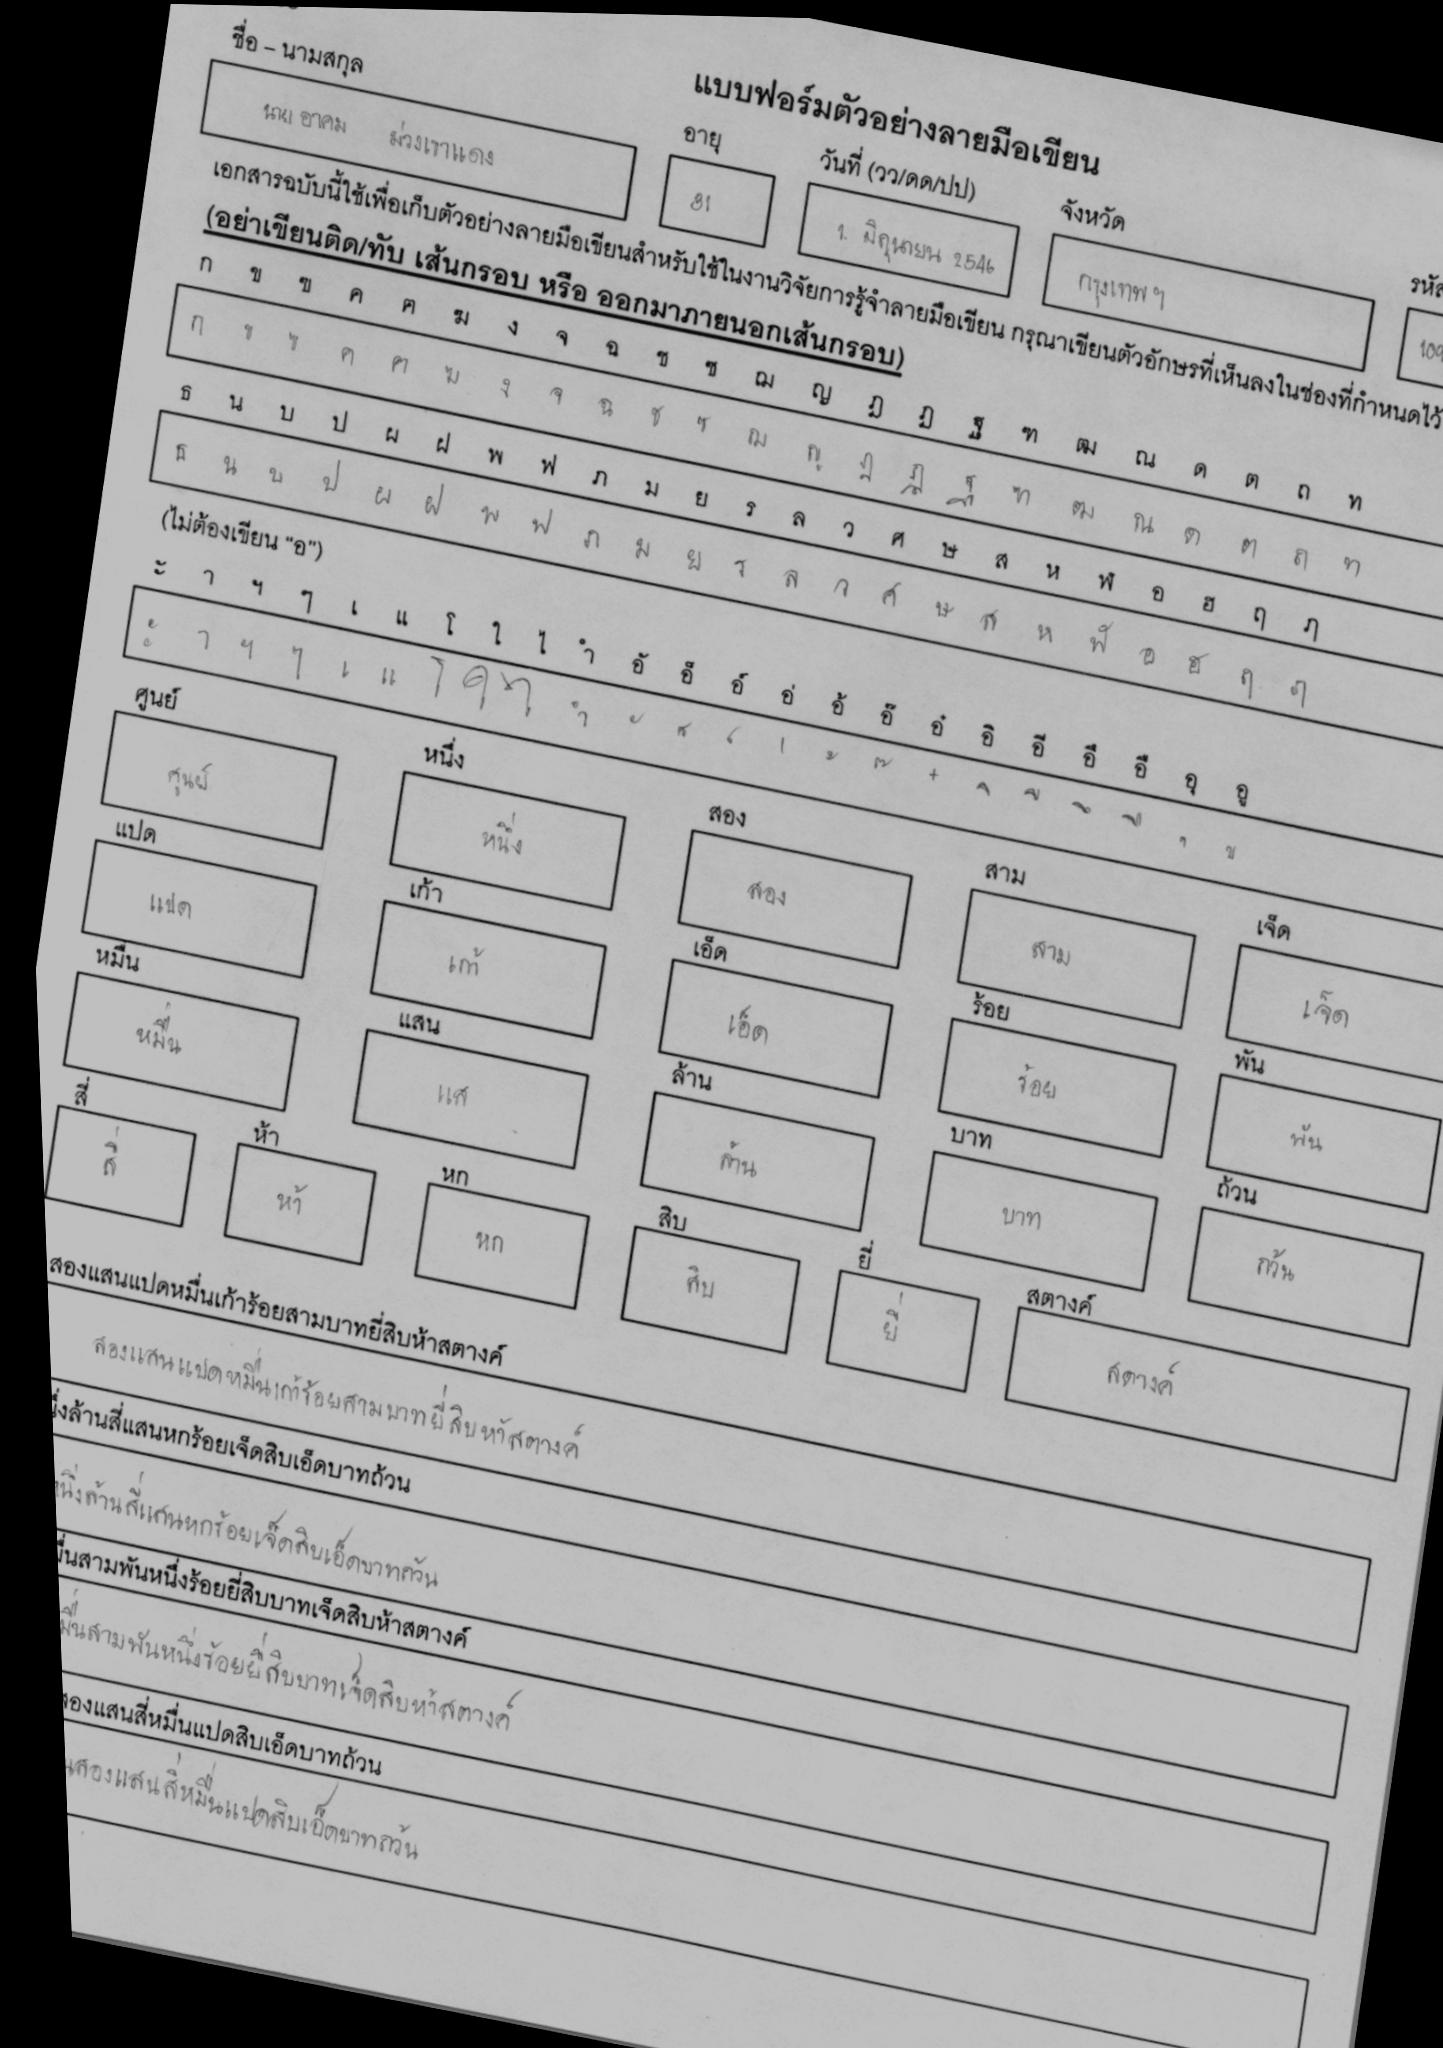 แบบฟอร์มตัวอย่างลายมือเขียน
ชื่อ – นามสกุล อายุ วันที่ (วว/ดด/ปป) จังหวัด
นาย อาคม ม่วงเขาแดง 31 1. มิถุนายน 2546 กรุงเทพฯ
เอกสารฉบับนี้ใช้เพื่อเก็บตัวอย่างลายมือเขียนสำหรับใช้ในงานวิจัยการรู้จำลายมือเขียน กรุณาเขียนตัวอักษรที่เห็นลงในช่องที่กำหนดไว้
(อย่าเขียนติด/ทับ เส้นกรอบ หรือ ออกมาภายนอกเส้นกรอบ)
ก ข ฃ ค ฅ ฆ ง จ ฉ ช ซ ฌ ญ ฎ ฏ ฐ ฑ ฒ ณ ด ต ถ ท
ก ข ฃ ค ฅ ฆ ง จ ฉ ช ซ ฌ ญ ฎ ฏ ฐ ฑ ฒ ณ ด ต ถ ท
ธ น บ ป ผ ฝ พ ฟ ภ ม ย ร ล ว ศ ษ ส ห ฬ อ ฮ ฤ ภ
ธ น บ ป ผ ฝ พ ฟ ภ ม ย ร ล ว ศ ษ ส ห ฬ อ ฮ ฤ ภ
(ไม่ต้องเขียน "อ")
ะ า ฯ ๆ เ แ โ ใ ไ ำ อั อ็ อ์ อ่ อ้ อ๊ อ๋ อิ อี อึ อื อุ อู
ะ า ฯ ๆ เ แ โ ใ ไ ำ ั ็ ์ ่ ้ ๊ ๋ ิ ี ึ ื ุ ู
ศูนย์ หนึ่ง สอง สาม เจ็ด
ศูนย์ หนึ่ง สอง สาม เจ็ด
แปด เก้า เอ็ด ร้อย พัน
แปด เก้า เอ็ด ร้อย พัน
หมื่น แสน ล้าน บาท ถ้วน
หมื่น แส ล้าน บาท ถ้วน
สี่ ห้า หก สิบ ยี่ สตางค์
สี่ ห้า หก สิบ ยี่ สตางค์
สองแสนแปดหมื่นเก้าร้อยสามบาทยี่สิบห้าสตางค์
สองแสนแปดหมื่นเก้าร้อยสามบาทยี่สิบห้าสตางค์
ล้านสี่แสนหกร้อยเจ็ดสิบเอ็ดบาทถ้วน
หนึ่งล้านสี่แสนหกร้อยเจ็ดสิบเอ็ดบาทถ้วน
สามพันหนึ่งร้อยยี่สิบบาทเจ็ดสิบห้าสตางค์
สามพันหนึ่งร้อยยี่สิบบาทเจ็ดสิบห้าสตางค์
สองแสนสี่หมื่นแปดสิบเอ็ดบาทถ้วน
สองแสนสี่หมื่นแปดสิบเอ็ดบาทถ้วน